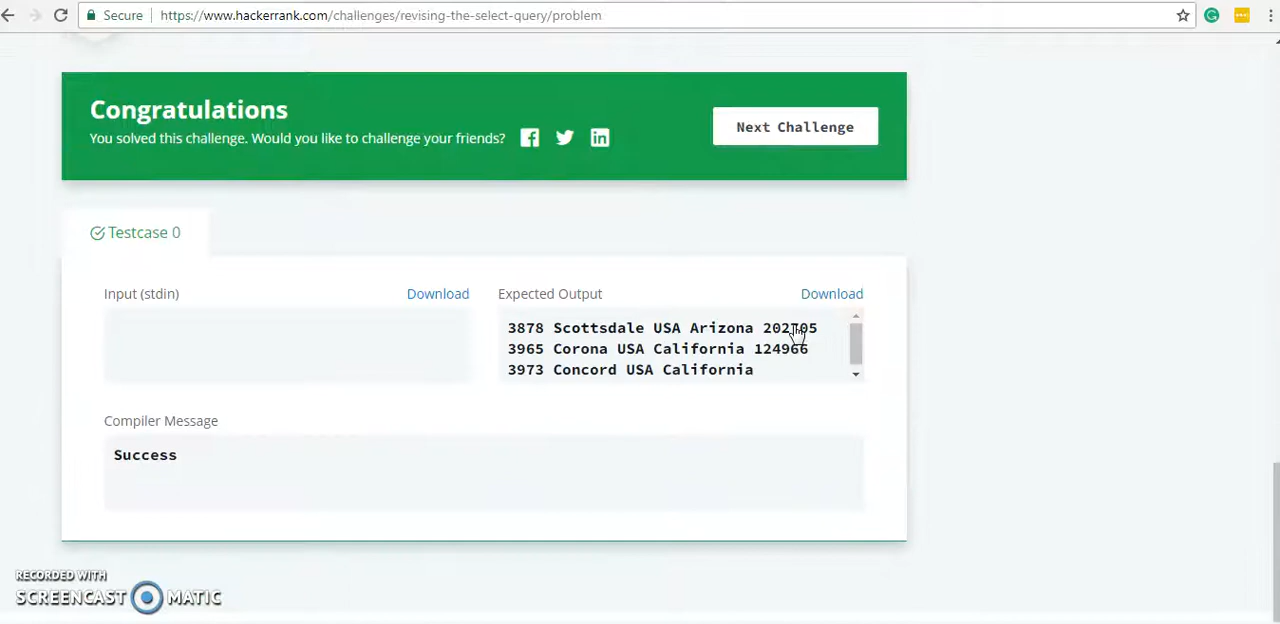 Secure https://www.hackerrank.com/challenges/revising-the-select-query/problem
Congratulations
You solved this challenge. Would you like to challenge your friends?
Next Challenge
Testcase 0
Input (stdin) Download Expected Output Download
3878 Scottsdale USA Arizona 202705
3965 Corona USA California 124966
3973 Concord USA California
Compiler Message
Success
RECORDED WITH
SCREENCAST MATIC